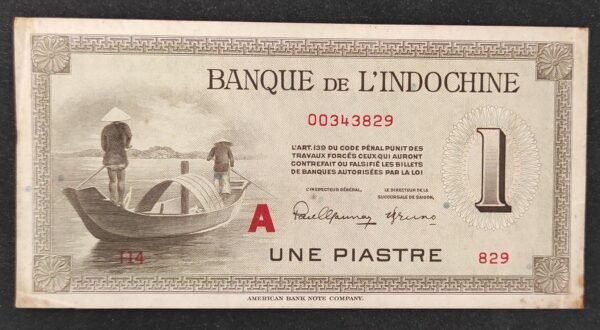 BANQUE DE L'INDOCHINE
00343829
L'ART. 139 DU CODE PÉNAL PUNIT DES
TRAVAUX FORCÉS CEUX QUI AURONT
CONTREFAIT OU FALSIFIÉ LES BILLETS
DE BANQUES AUTORISÉES PAR LA LOI
L'INSPECTEUR GÉNÉRAL,
LE DIRECTEUR DE LA
SUCCURSALE DE SAIGON,
1
A
114
UNE PIASTRE
829
AMERICAN BANK NOTE COMPANY.